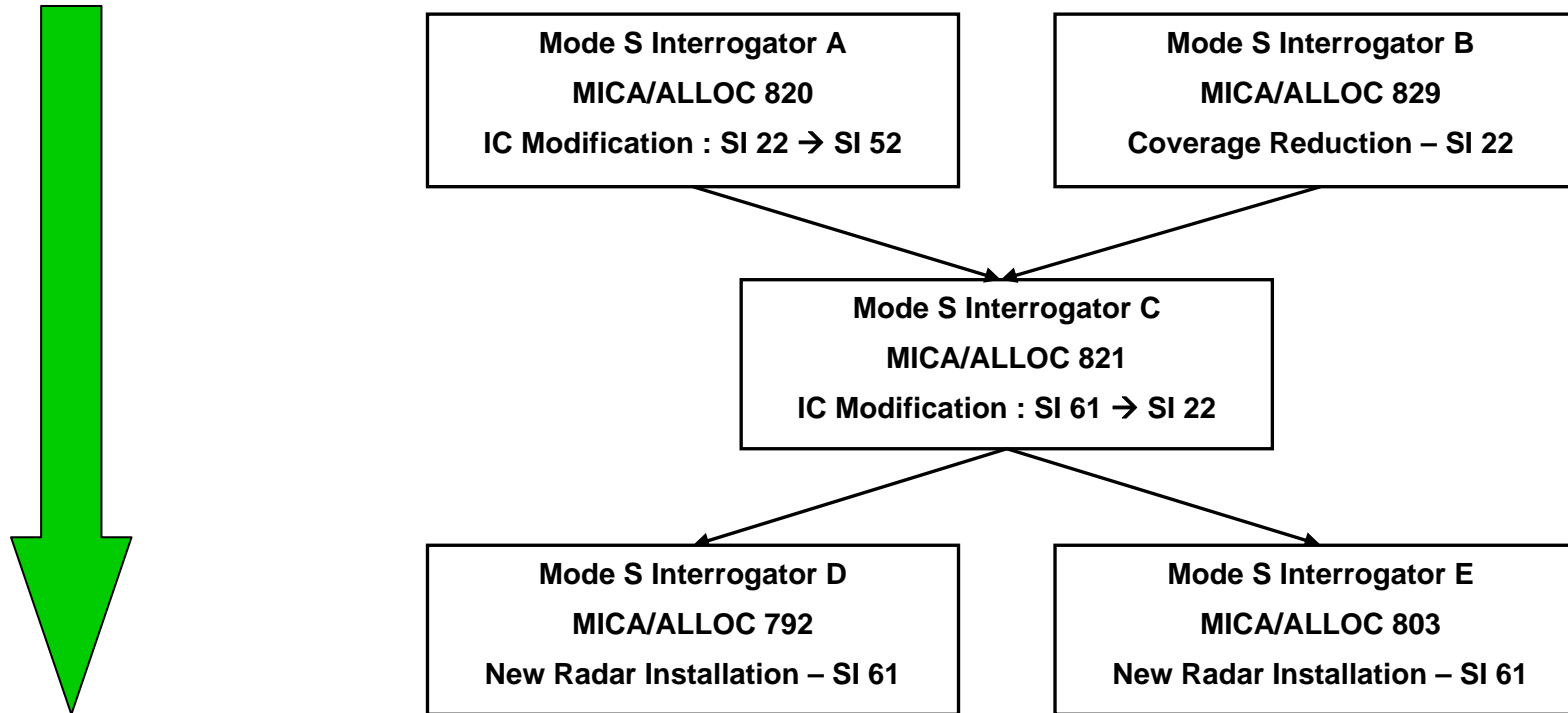 Mode S Interrogator A
MICA/ALLOC 820
IC Modification : SI 22 → SI 52
Mode S Interrogator B
MICA/ALLOC 829
Coverage Reduction – SI 22
Mode S Interrogator C
MICA/ALLOC 821
IC Modification : SI 61 → SI 22
Mode S Interrogator D
MICA/ALLOC 792
New Radar Installation – SI 61
Mode S Interrogator E
MICA/ALLOC 803
New Radar Installation – SI 61